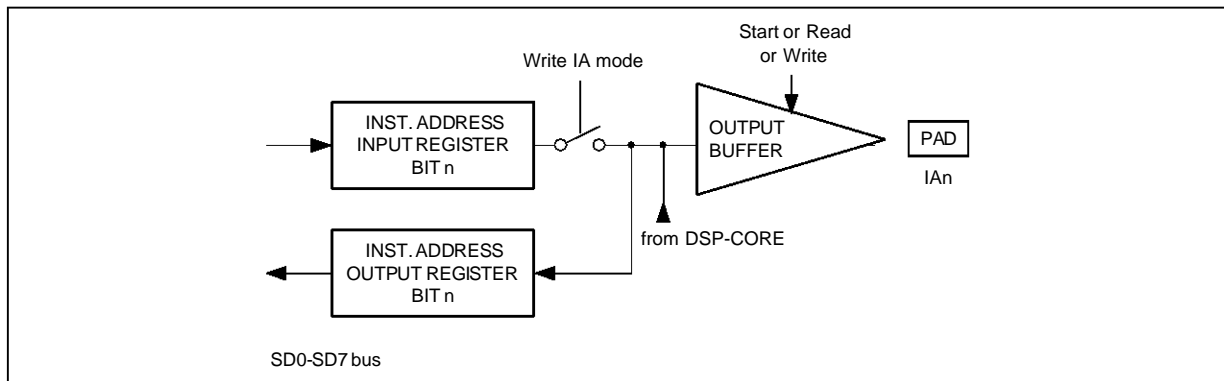 Start or Read
or Write
Write IA mode
INST. ADDRESS
INPUT REGISTER
BIT n
OUTPUT
BUFFER
PAD
IAn
from DSP-CORE
INST. ADDRESS
OUTPUT REGISTER
BIT n
SD0-SD7 bus